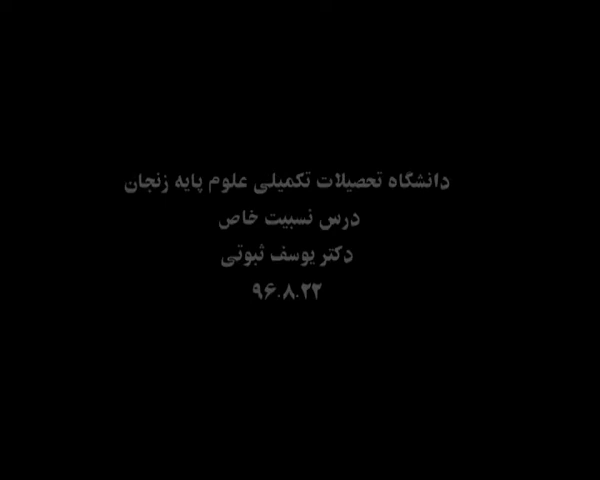 دانشگاه تحصیلات تکمیلی علوم پایه زنجان
درس نسبیت خاص
دکتر یوسف ثبوتی
۹۶.۸.۲۲